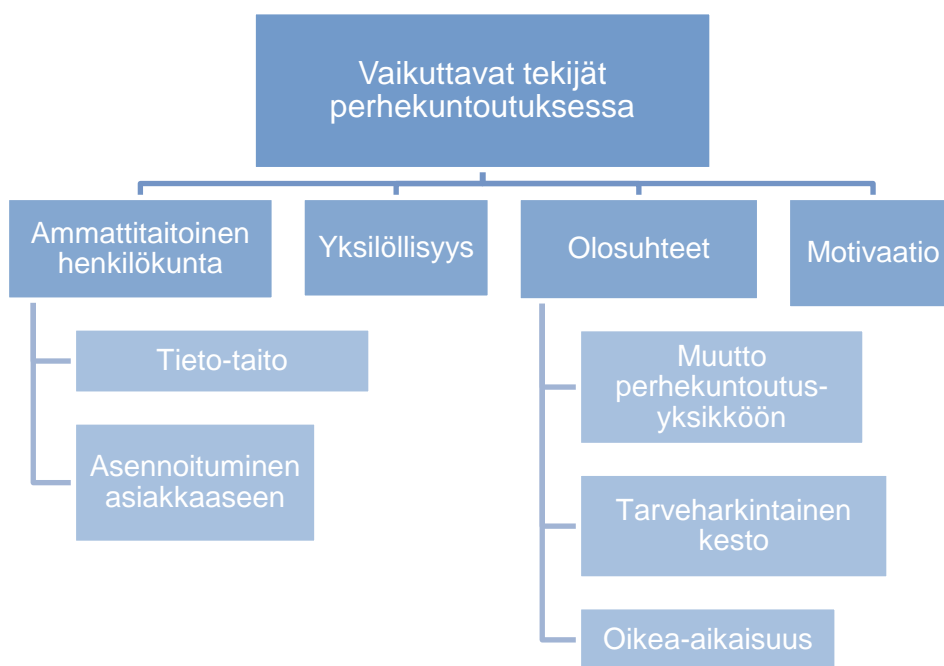 Vaikuttavat tekijät
perhekuntoutuksessa
Ammattitaitoinen
henkilökunta
Yksilöllisyys
Olosuhteet
Motivaatio
Tieto-taito
Asennoituminen
asiakkaaseen
Muutto
perhekuntoutus-
yksikköön
Tarveharkintainen
kesto
Oikea-aikaisuus